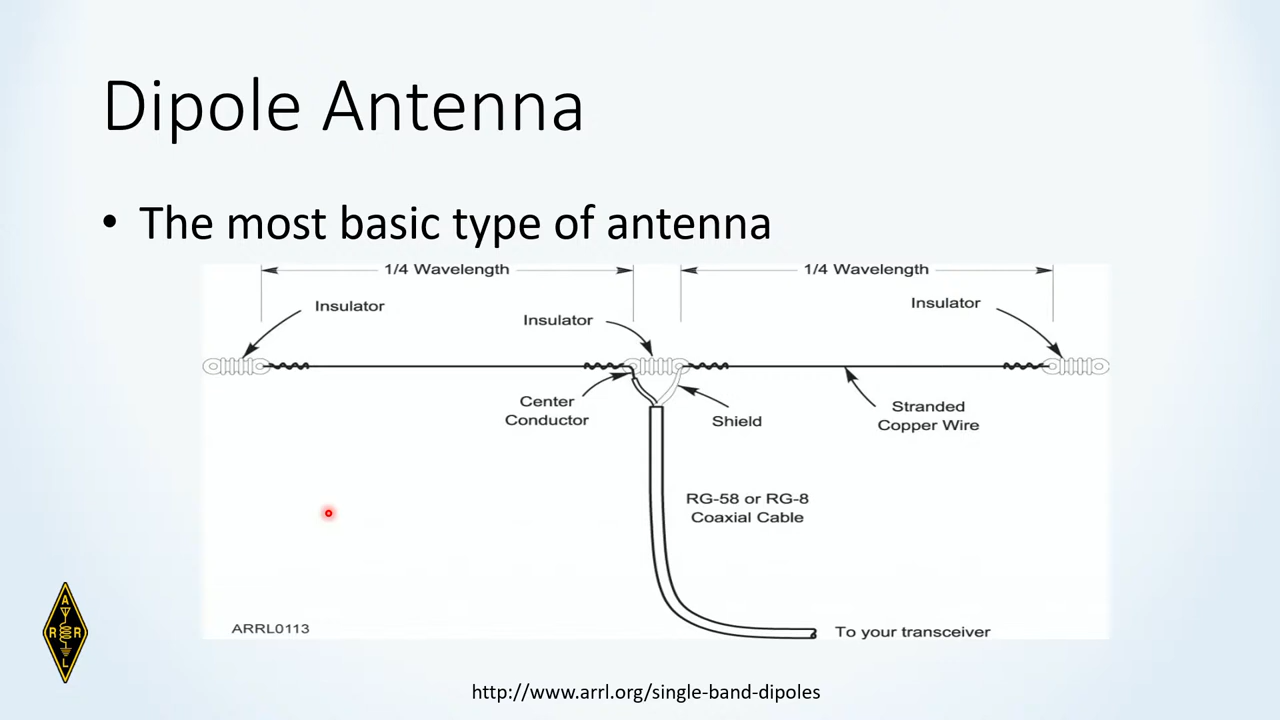 Dipole Antenna
• The most basic type of antenna
1/4 Wavelength 1/4 Wavelength
Insulator
Insulator
Insulator
Center
Conductor
Shield
Stranded
Copper Wire
RG-58 or RG-8
Coaxial Cable
ARRL0113
To your transceiver
A
R R
L
http://www.arrl.org/single-band-dipoles